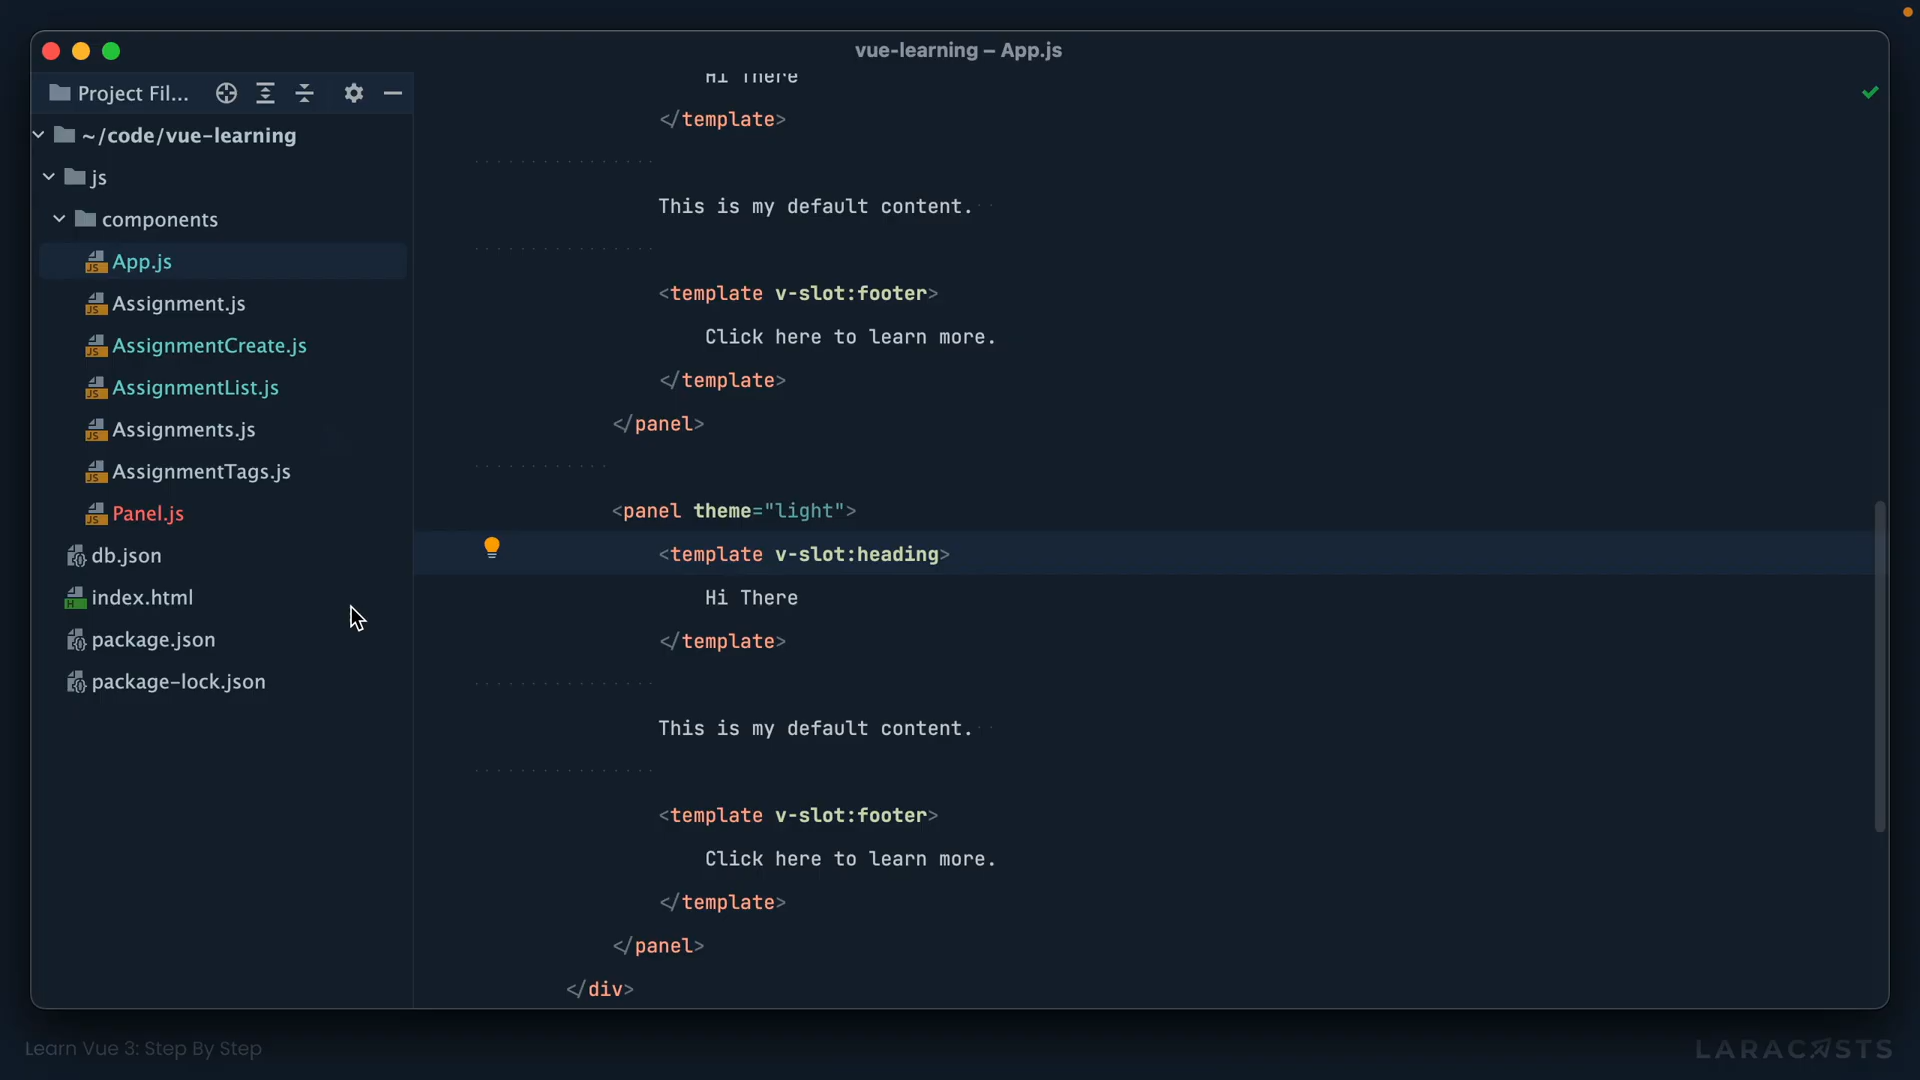 vue-learning – App.js
Project Fil...
~/code/vue-learning
js
components
App.js
Assignment.js
AssignmentCreate.js
AssignmentList.js
Assignments.js
AssignmentTags.js
Panel.js
db.json
index.html
package.json
package-lock.json
Hi There
</template>
This is my default content.
<template v-slot:footer>
Click here to learn more.
</template>
</panel>
<panel theme="light">
<template v-slot:heading>
Hi There
</template>
This is my default content.
<template v-slot:footer>
Click here to learn more.
</template>
</panel>
</div>
Learn Vue 3: Step By Step
LARACASTS